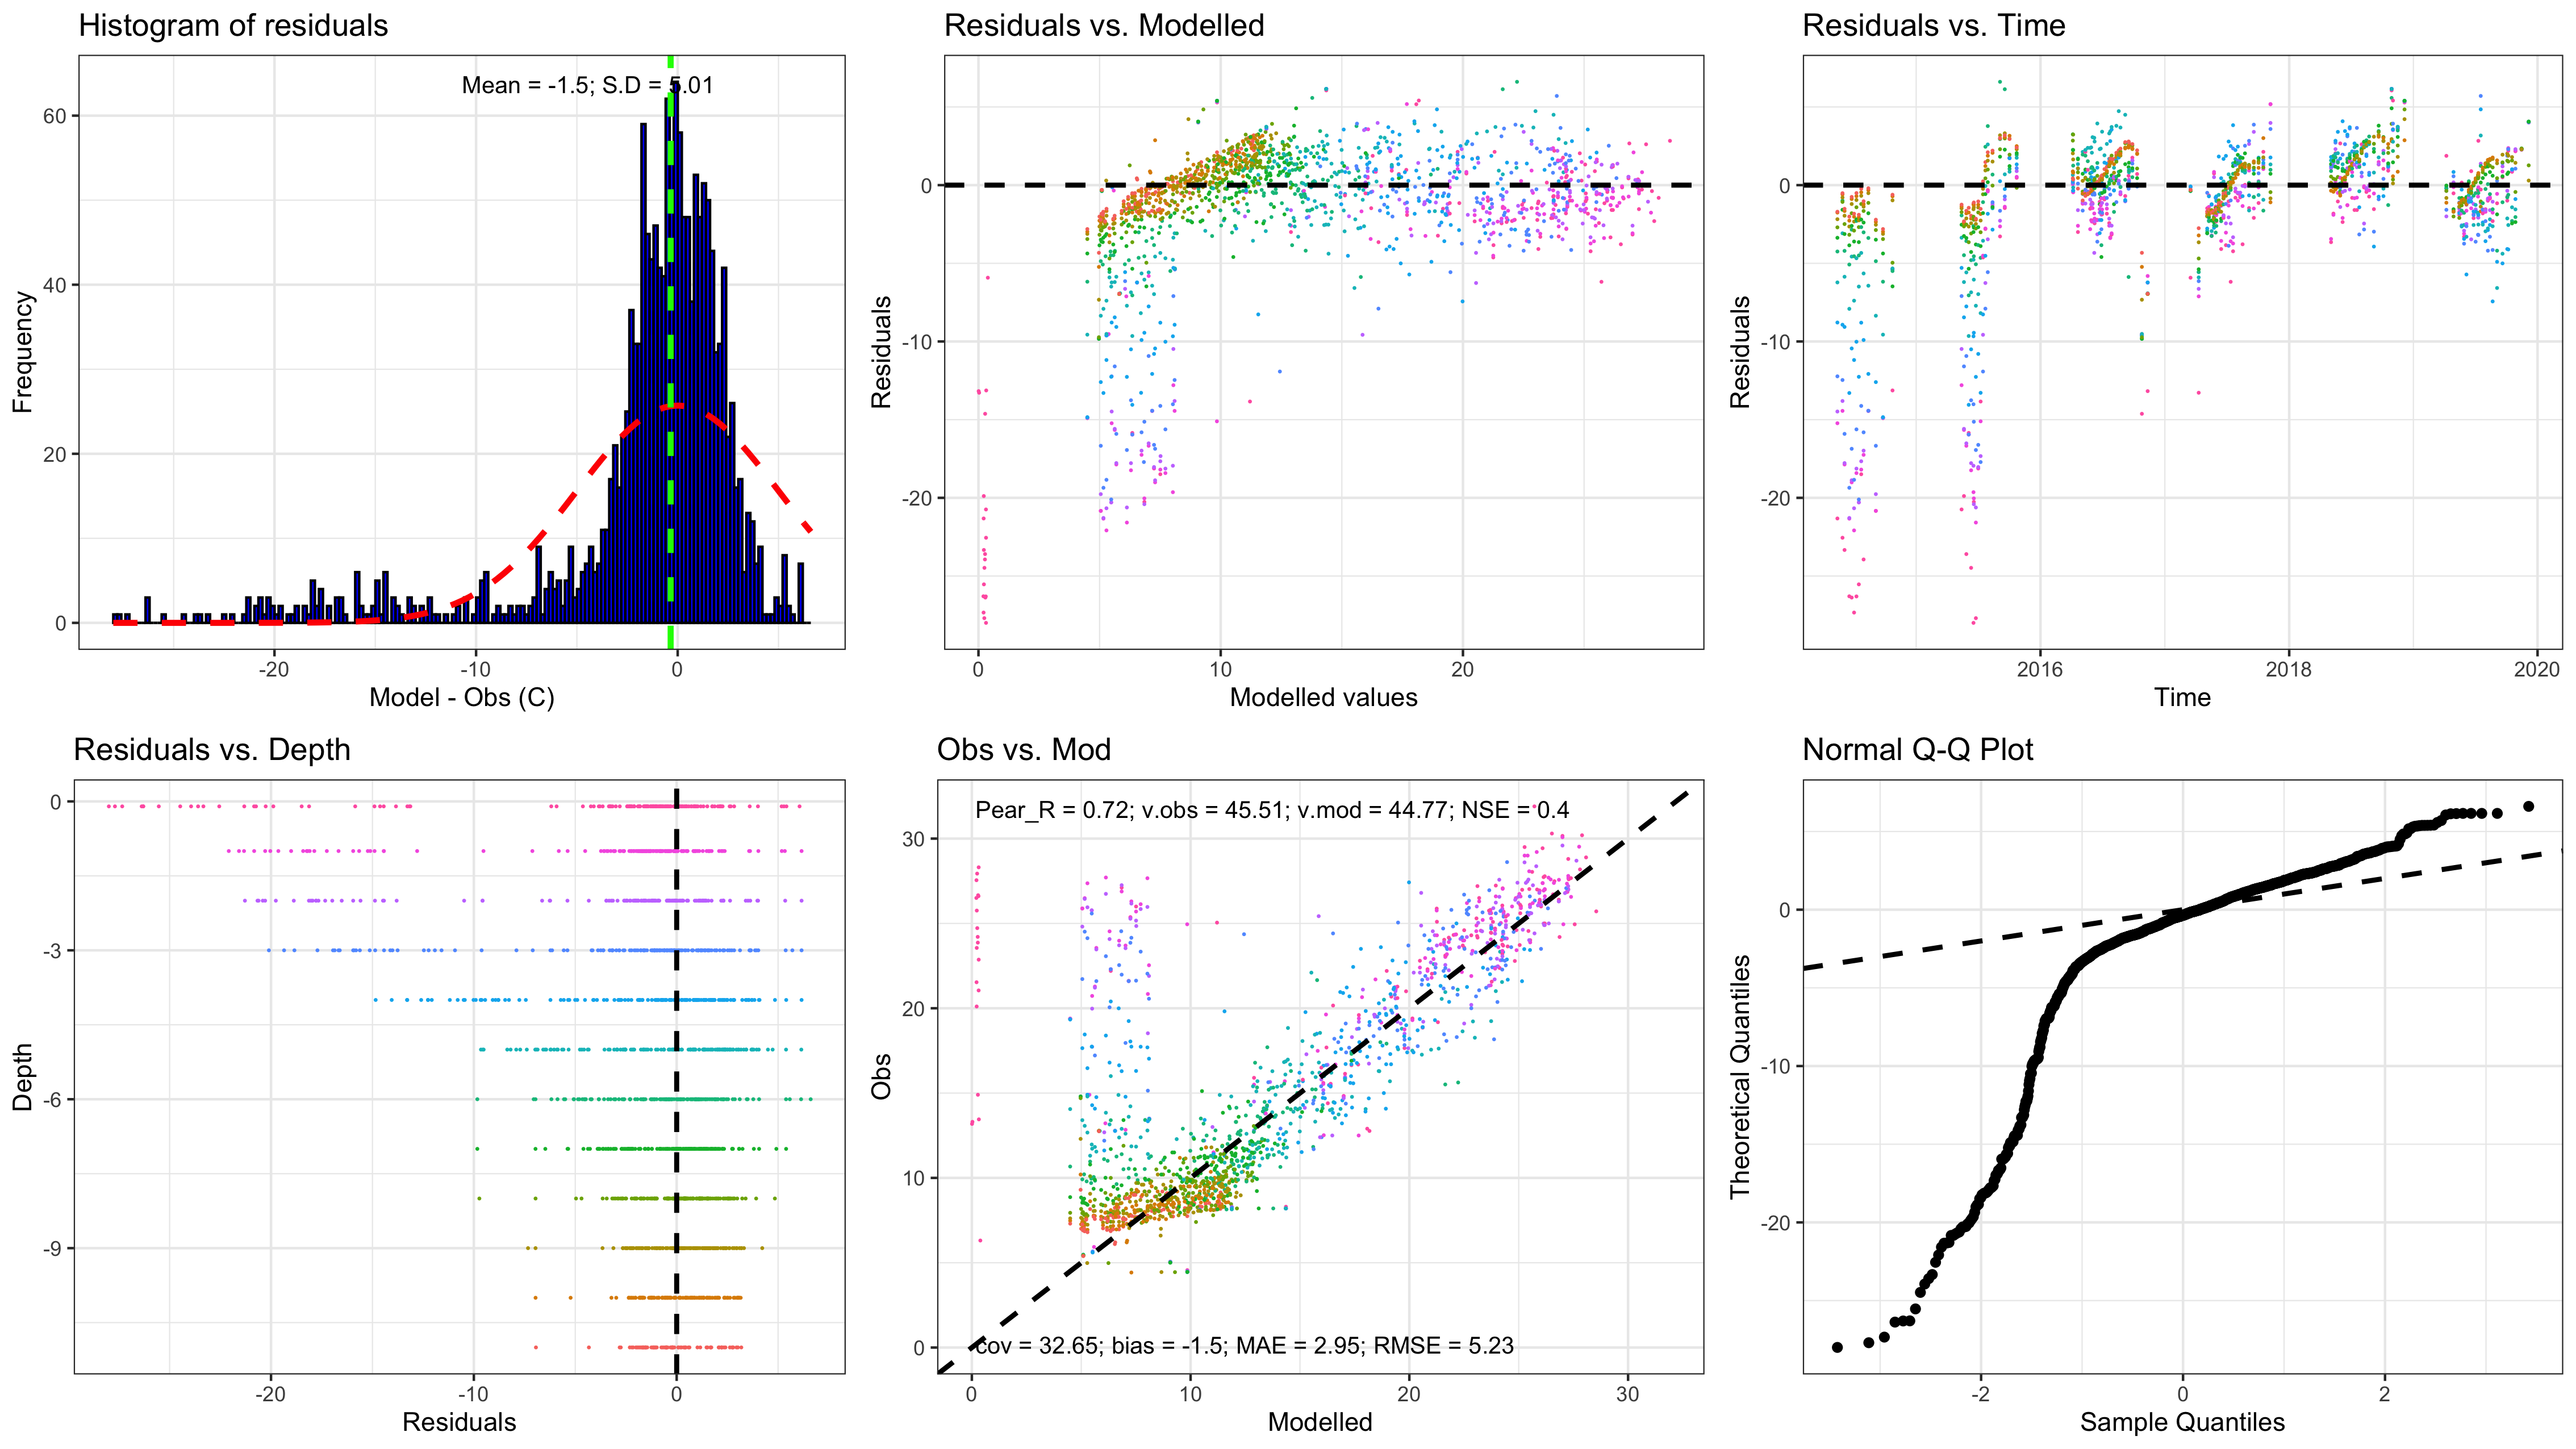 Histogram of residuals
Mean = -1.5; S.D = 5.01
60
40
20
0
Frequency
-20
-10
0
Model - Obs (C)
Residuals vs. Modelled
0
-10
-20
Residuals
0
10
20
Modelled values
Residuals vs. Time
0
-10
-20
Residuals
2016
2018
2020
Time
Residuals vs. Depth
0
-3
-6
-9
Depth
-20
-10
0
Residuals
Obs vs. Mod
Pear_R = 0.72; v.obs = 45.51; v.mod = 44.77; NSE = 0.4
30
20
10
0
Obs
cov = 32.65; bias = -1.5; MAE = 2.95; RMSE = 5.23
0
10
20
30
Modelled
Normal Q-Q Plot
0
-10
-20
Theoretical Quantiles
-2
0
2
Sample Quantiles